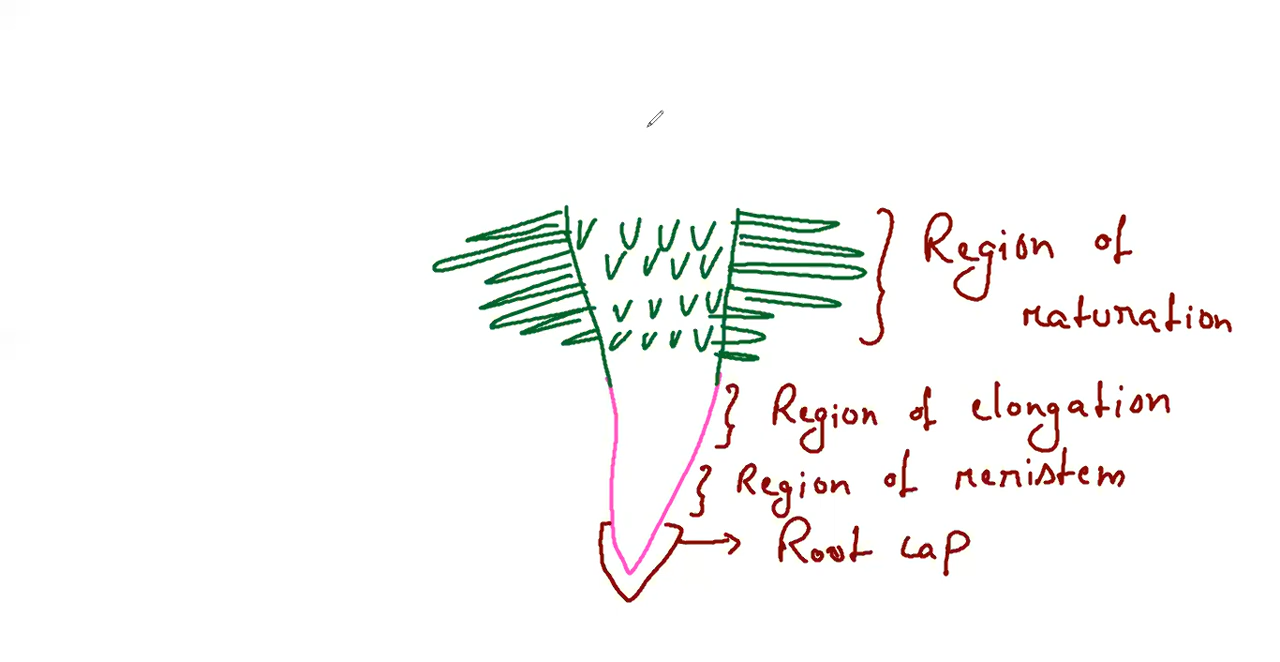 Region of
maturation
Region of elongation
Region of meristem
Root cap